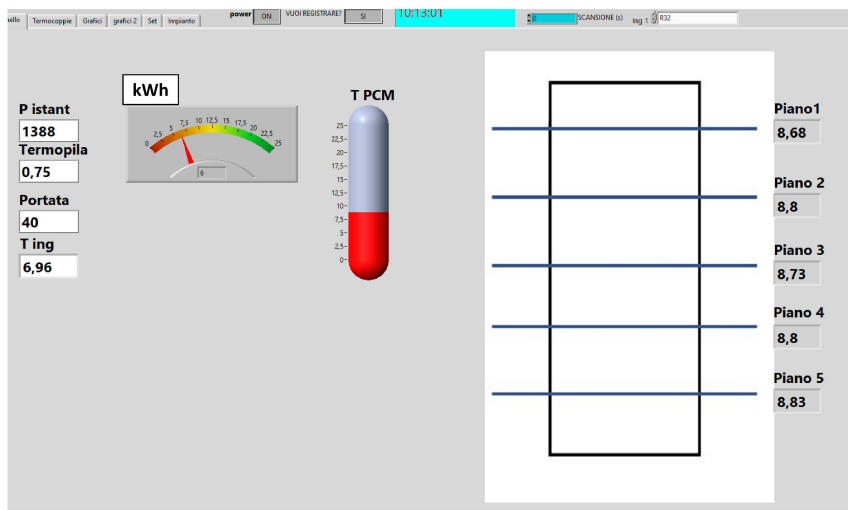 nello Termocoppie Grafici grafici 2 Set Impianto
power ON VUOI REGISTRARE? SI 10:13:01 0 SCANSIONE (s) ing 1 R32
kWh
T PCM
P istant
1388
Termopila
0,75
Portata
40
T ing
6,96
0 2,5 5 7,5 10 12,5 15 17,5 20 22,5 25
6
25
22,5
20
17,5
15
12,5
10
7,5
5
2,5
0
Piano1
8,68
Piano 2
8,8
Piano 3
8,73
Piano 4
8,8
Piano 5
8,83